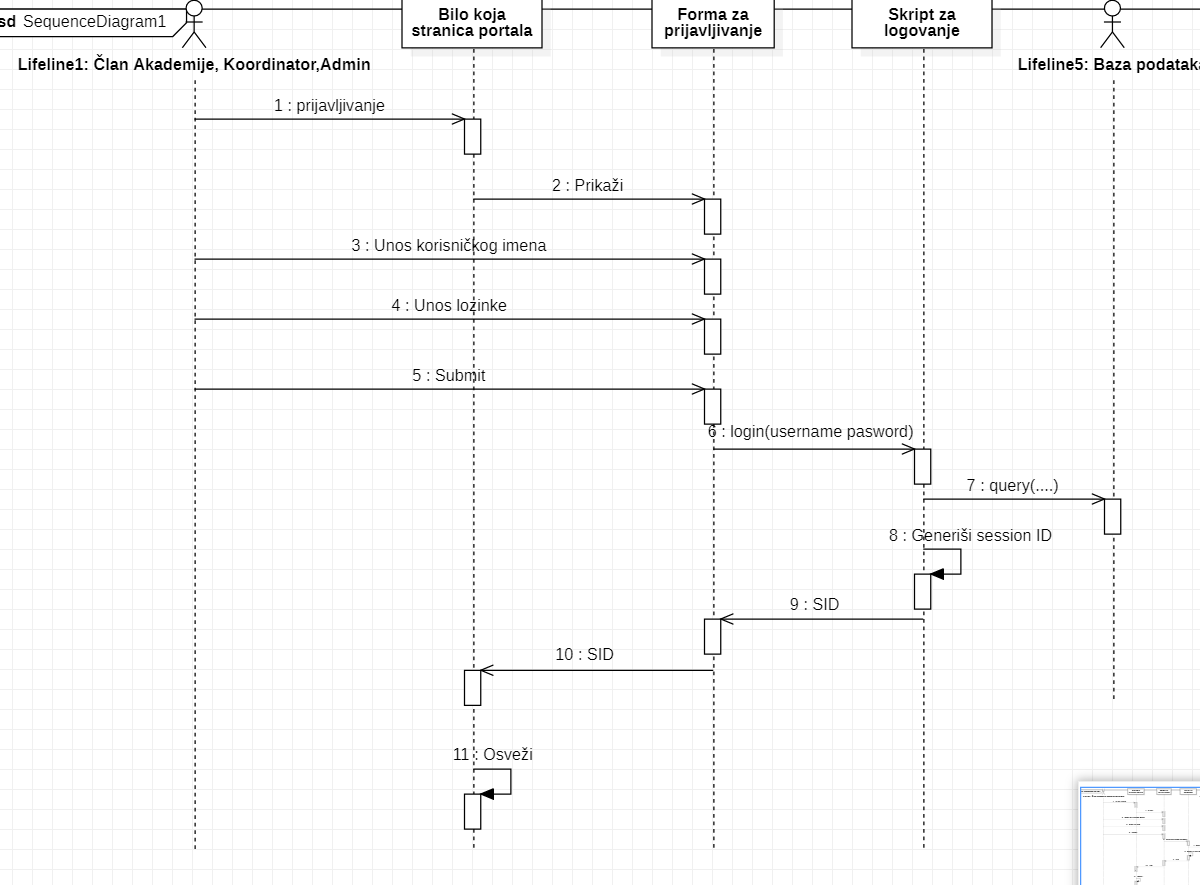 sd SequenceDiagram1
Bilo koja
stranica portala
Forma za
prijavljivanje
Skript za
logovanje
Lifeline1: Član Akademije, Koordinator,Admin
Lifeline5: Baza podataka
1 : prijavljivanje
2 : Prikaži
3 : Unos korisničkog imena
4 : Unos lozinke
5 : Submit
6 : login(username pasword)
7 : query(....)
8 : Generiši session ID
9 : SID
10 : SID
11 : Osveži